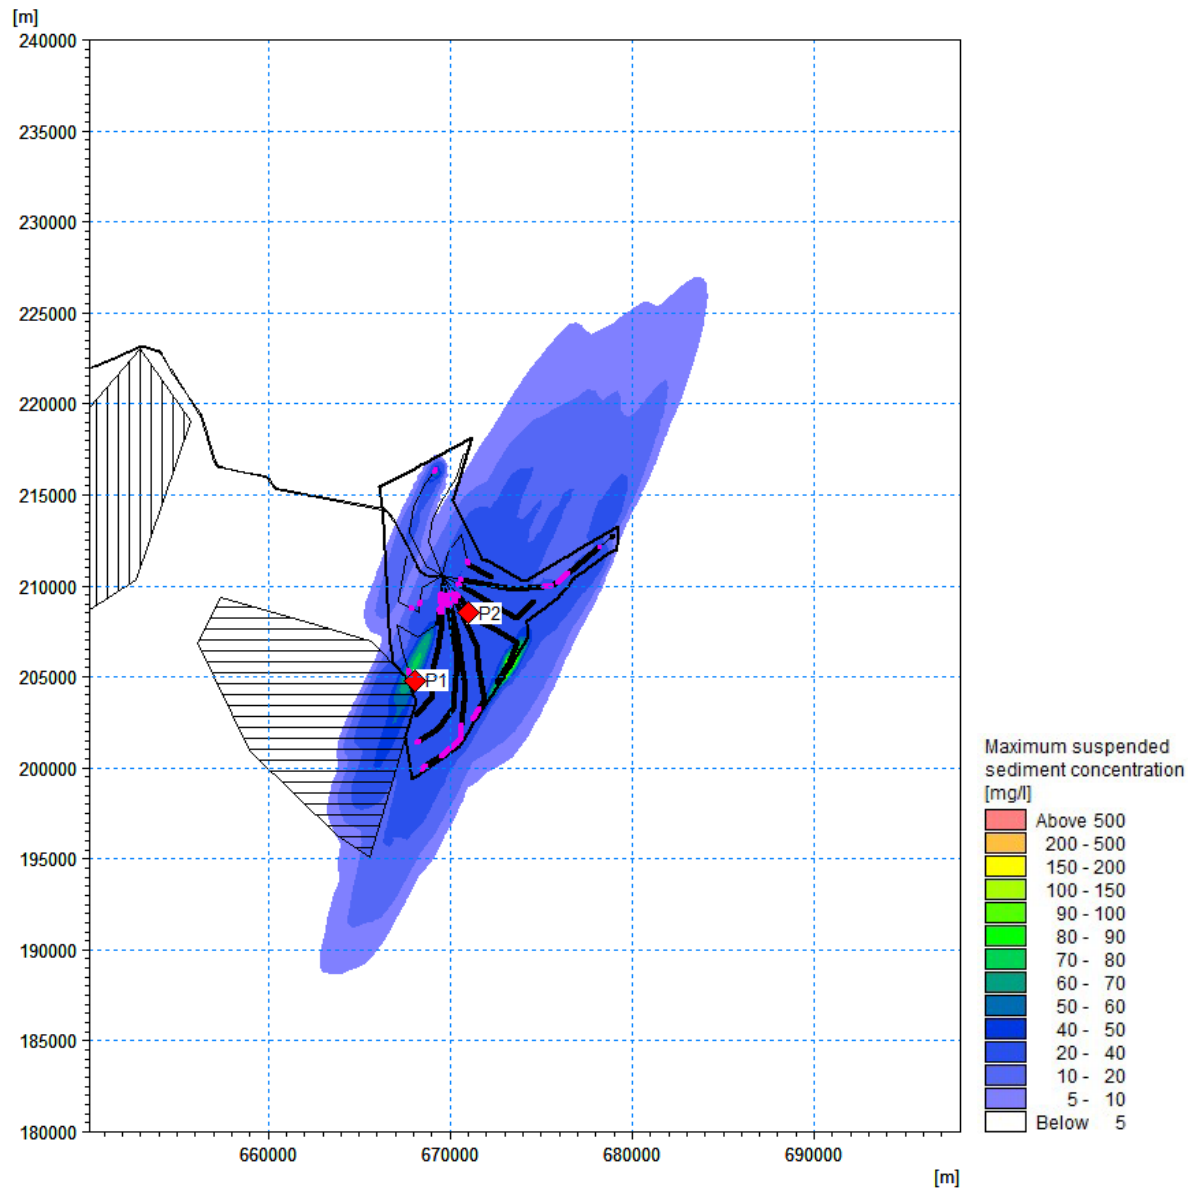 [m]
240000
235000
230000
225000
220000
215000
210000
205000
200000
195000
190000
185000
180000
660000
670000
680000
690000
[m]
P2
P1
Maximum suspended
sediment concentration
[mg/l]
Above 500
200 - 500
150 - 200
100 - 150
90 - 100
80 - 90
70 - 80
60 - 70
50 - 60
40 - 50
20 - 40
10 - 20
5 - 10
Below 5